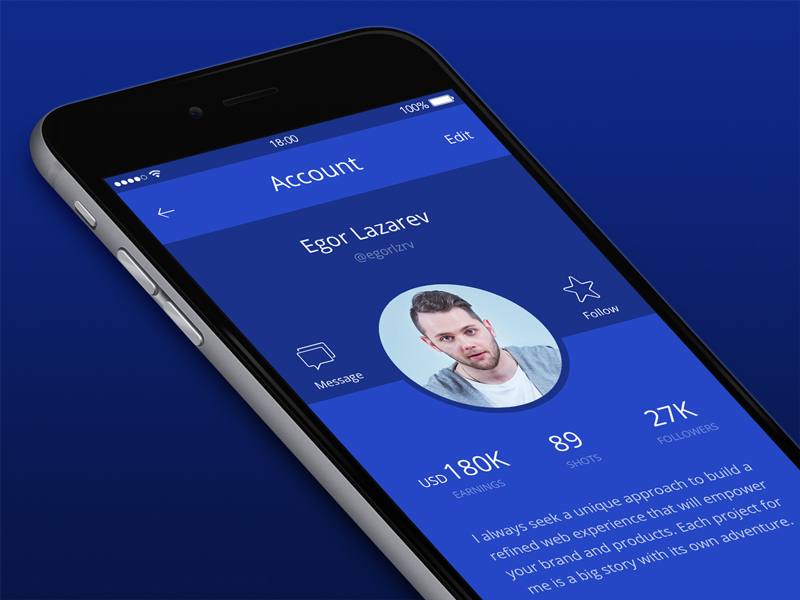 18:00
100%
Account
Edit
Egor Lazarev
@egorlzrv
Message
Follow
USD 180K
EARNINGS
89
SHOTS
27K
FOLLOWERS
I always seek a unique approach to build a
refined web experience that will empower
your brand and products. Each project for
me is a big story with its own adventure.